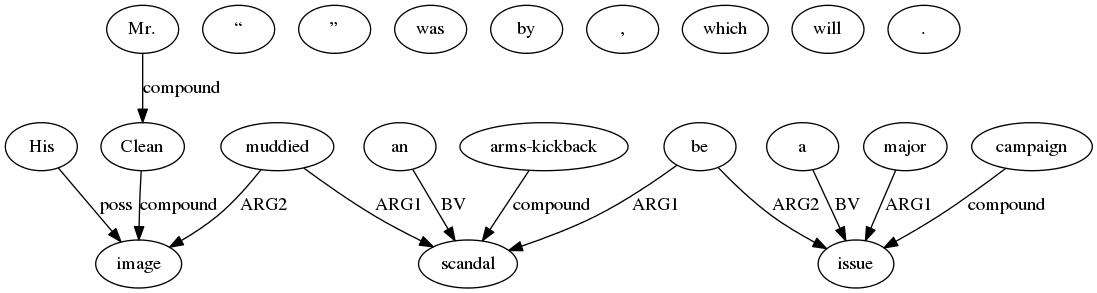 Mr. “ ” was by , which will .
compound
His Clean muddied an arms-kickback be a major campaign
poss compound ARG2 ARG1 BV compound ARG1 ARG2 BV ARG1 compound
image scandal issue